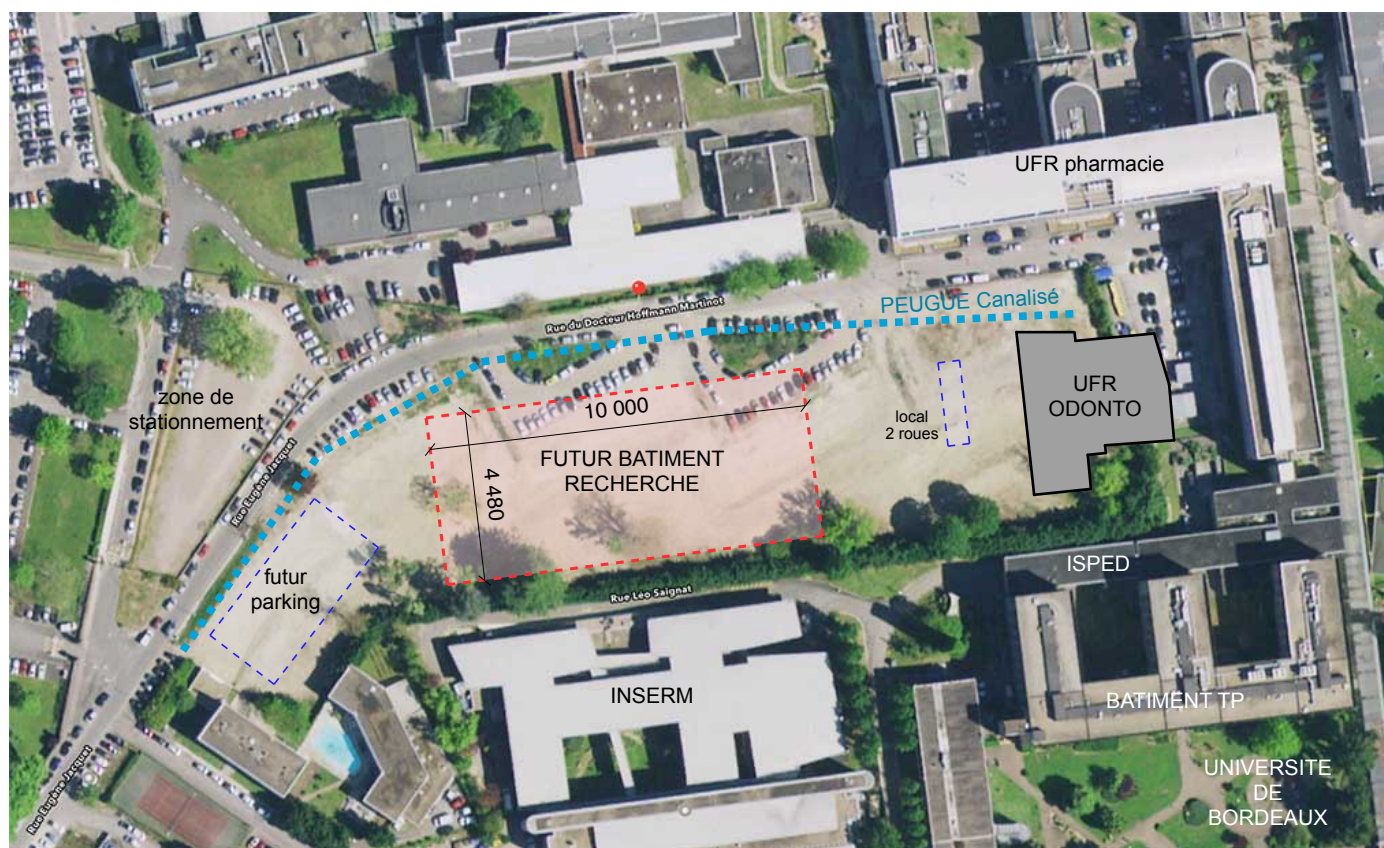 UFR pharmacie
PEUGUE Canalisé
Rue du Docteur Hoffmann Martinot
zone de
stationnement
10 000
UFR
ODONTO
local
2 roues
FUTUR BATIMENT
RECHERCHE
4 480
Rue Eugène Jacquet
futur
parking
ISPED
Rue Léo Saignat
INSERM
BATIMENT TP
UNIVERSITE
DE
BORDEAUX
Rue Eugène Jacquet